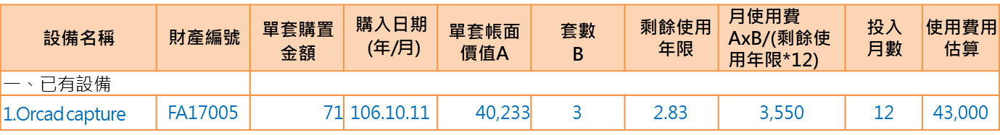 設備名稱 財產編號 單套購置金額 購入日期(年/月) 單套帳面價值A 套數B 剩餘使用年限 月使用費AxB/(剩餘使用年限*12) 投入月數 使用費用估算
一、已有設備
1.Orcad capture FA17005 71 106.10.11 40,233 3 2.83 3,550 12 43,000